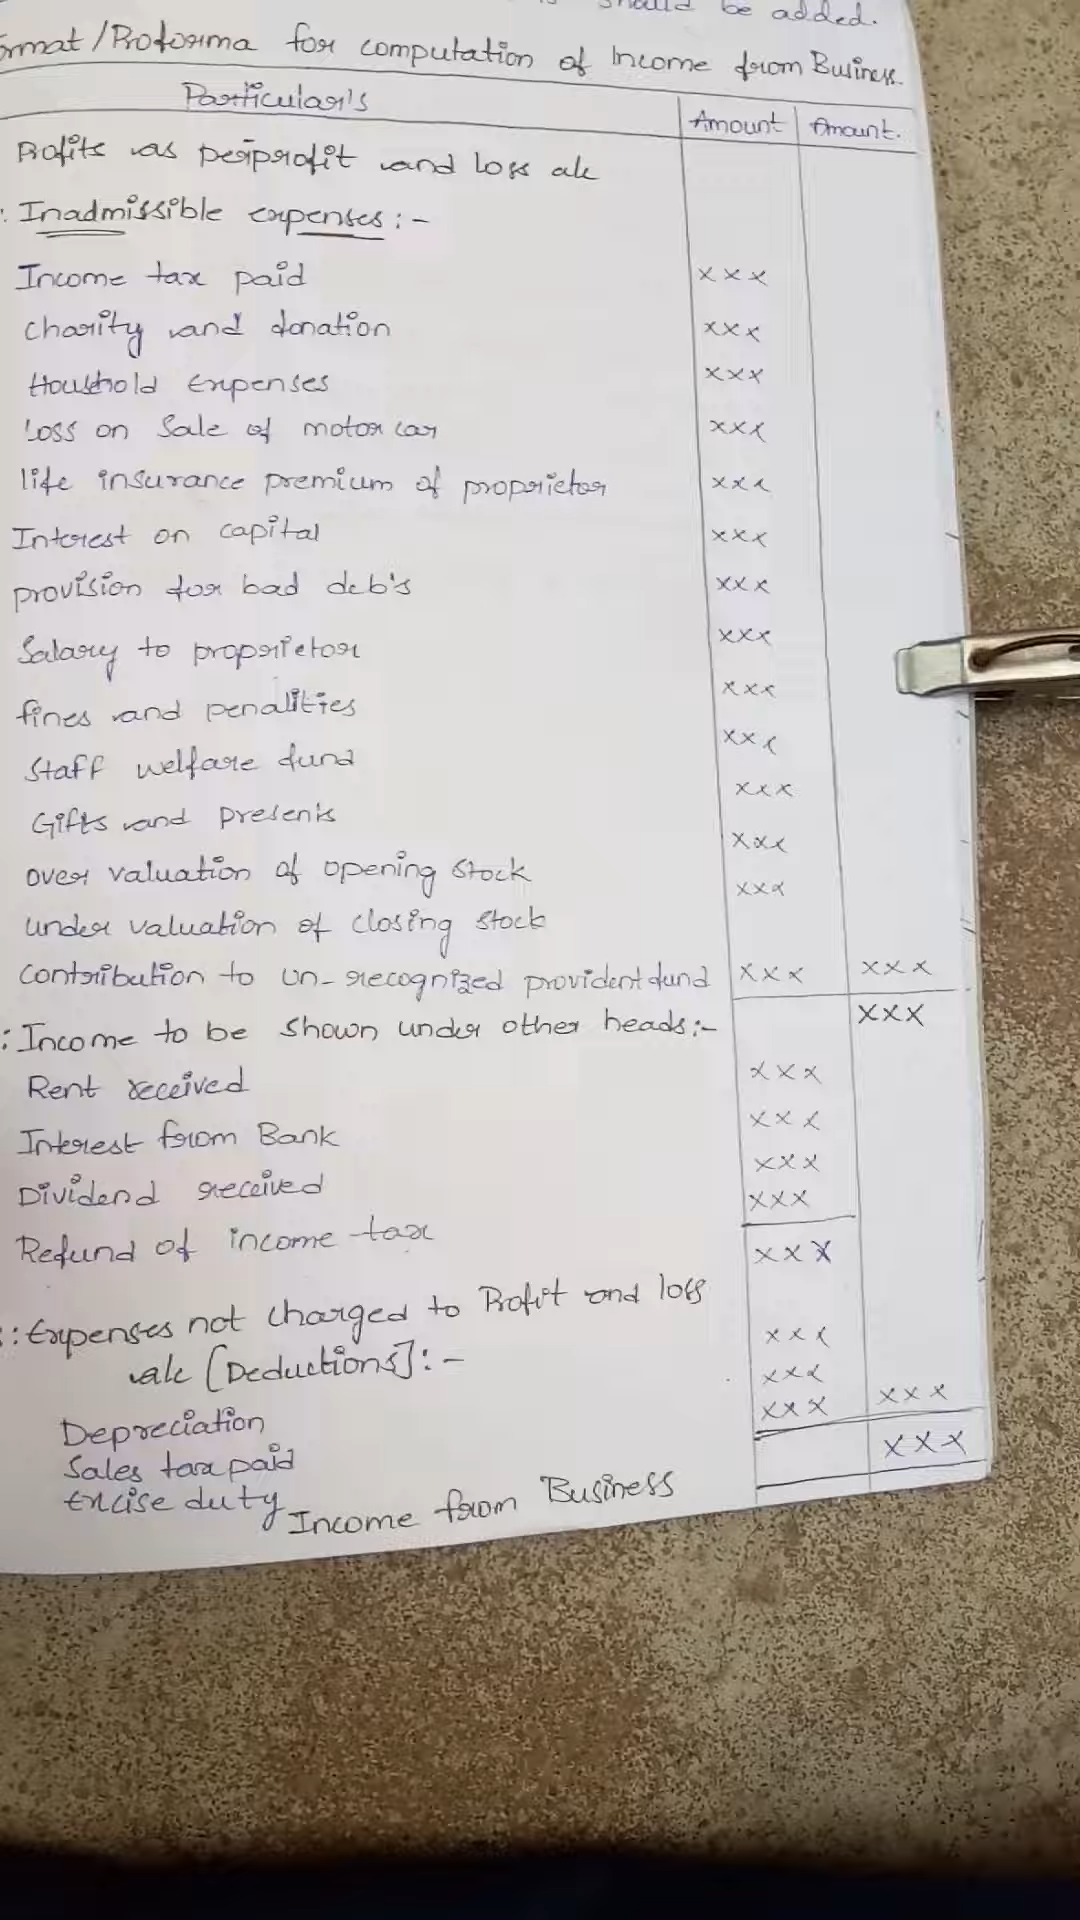 should be added.
ormat/Proforma for computation of Income from Business.
Particular's Amount Amount.
Profits as per profit and loss a/c
: Inadmissible expenses:-
Income tax paid xxx
charity and donation xxx
Houshold Expenses xxx
Loss on Sale of motor car xxx
life insurance premium of proprietor xxx
Interest on capital xxx
provision for bad deb's xxx
Salary to proprietor xxx
fines and penalities xxx
Staff welfare fund xxx
Gifts and presents xxx
over valuation of opening stock xxx
under valuation of closing stock xxx
contribution to un-recognized provident fund xxx xxx
xxx
: Income to be shown under other heads:-
Rent received xxx
Interest from Bank xxx
Dividend received xxx
Refund of income tax xxx
xxx
: Expenses not charged to Profit and loss
a/c [Deductions]:-
Depreciation xxx
Sales tax paid xxx
Excise duty xxx xxx
Income from Business xxx